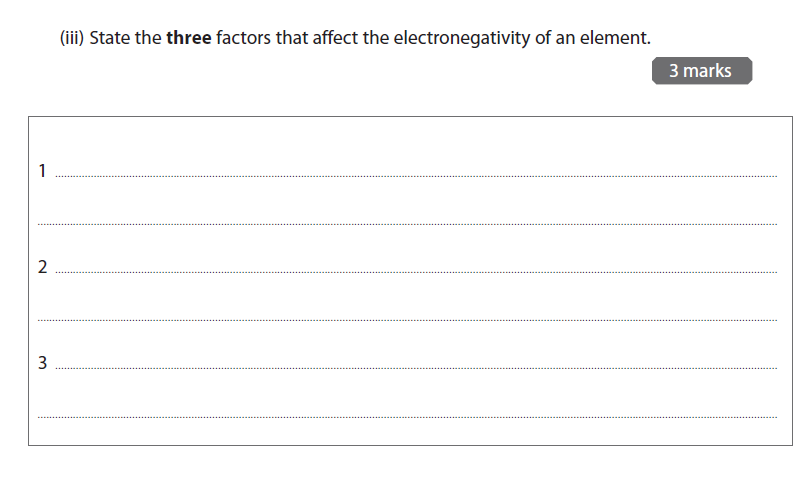 (iii) State the three factors that affect the electronegativity of an element.
3 marks
1
2
3